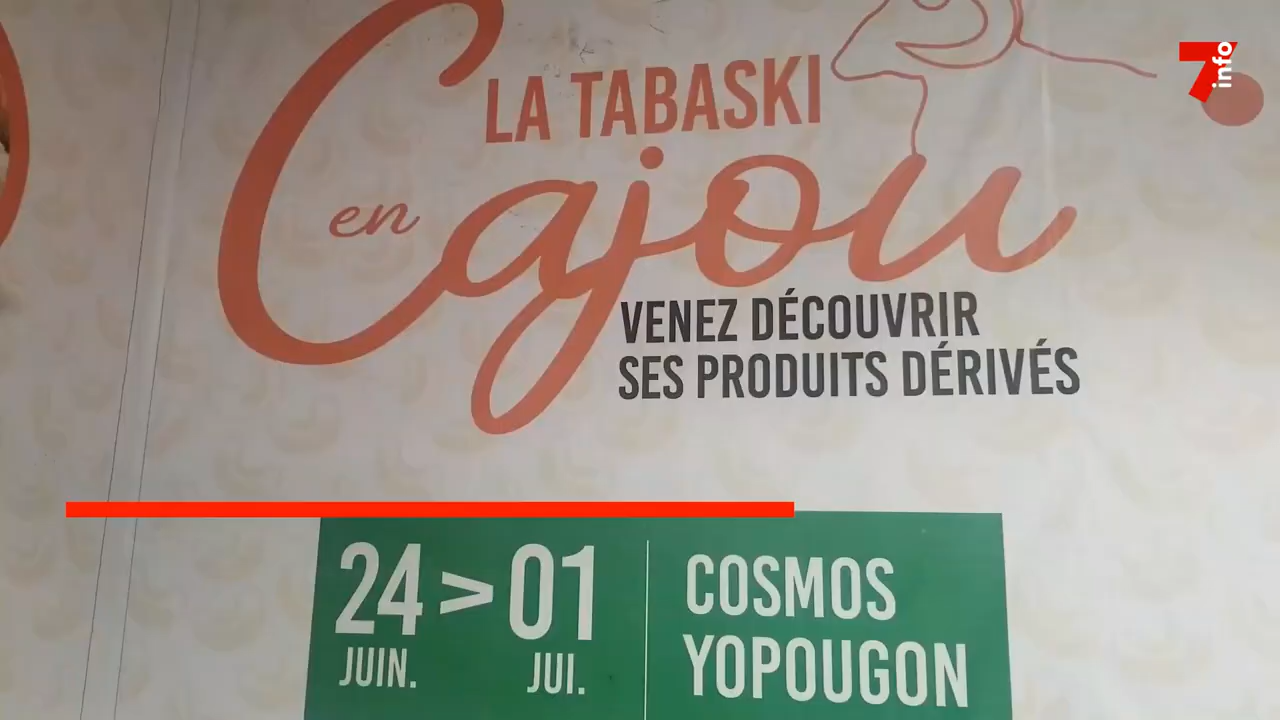 7info
LA TABASKI
en Cajou
VENEZ DÉCOUVRIR
SES PRODUITS DÉRIVÉS
24 > 01
JUIN. JUI.
COSMOS
YOPOUGON